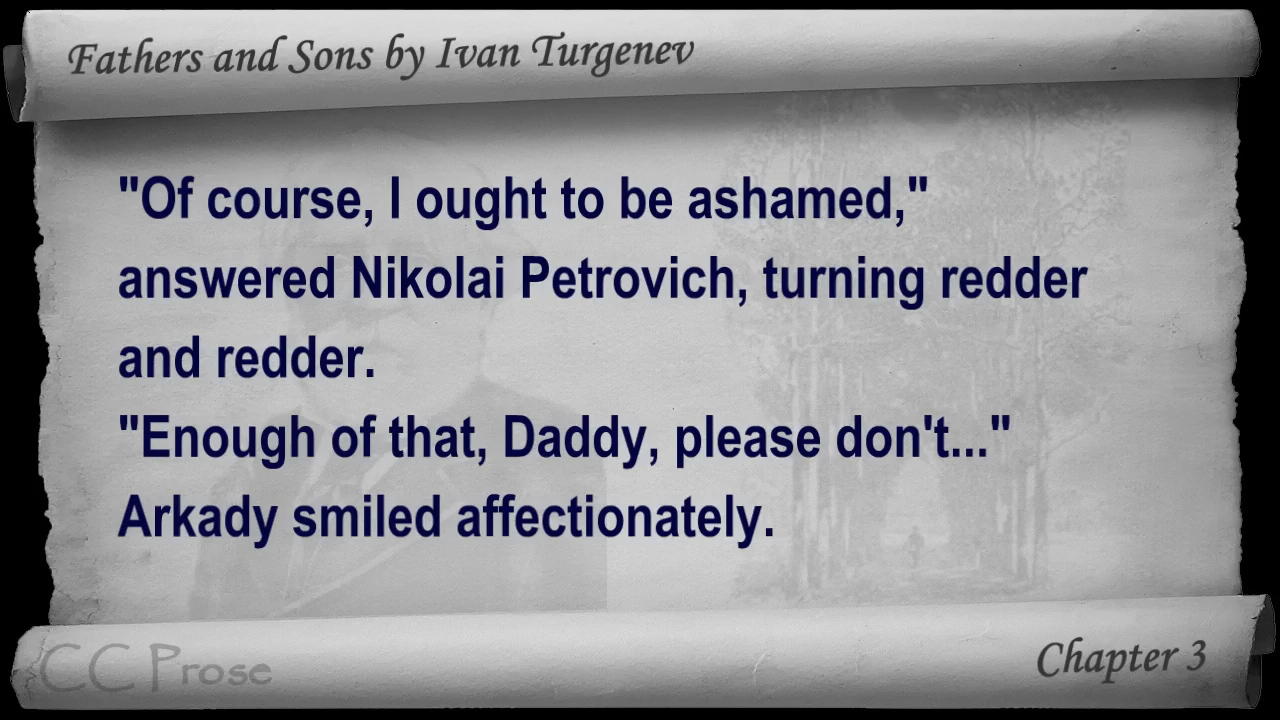 Fathers and Sons by Ivan Turgenev
"Of course, I ought to be ashamed,"
answered Nikolai Petrovich, turning redder
and redder.
"Enough of that, Daddy, please don't..."
Arkady smiled affectionately.
CC Prose
Chapter 3